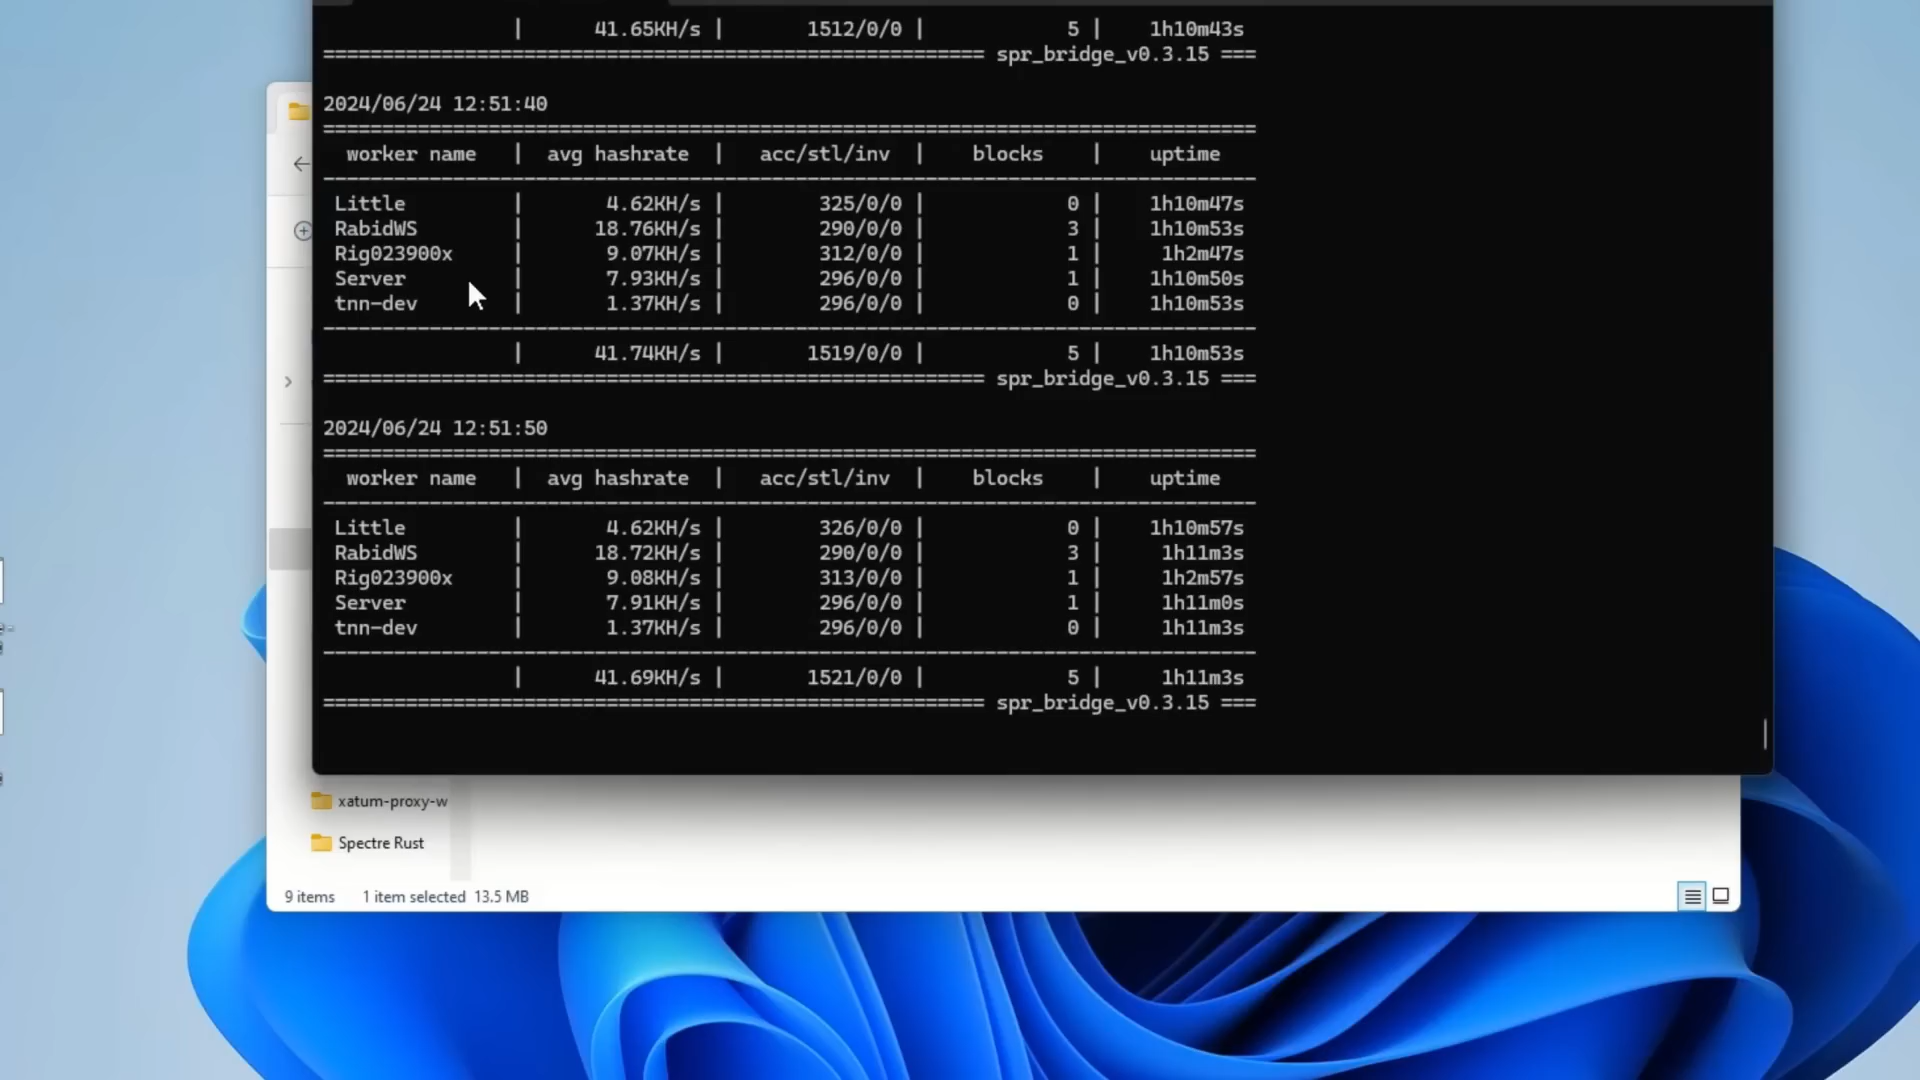 | 41.65KH/s | 1512/0/0 | 5 | 1h10m43s
======================================================== spr_bridge_v0.3.15 ===
2024/06/24 12:51:40
===============================================================================
worker name | avg hashrate | acc/stl/inv | blocks | uptime
-------------------------------------------------------------------------------
Little | 4.62KH/s | 325/0/0 | 0 | 1h10m47s
RabidWS | 18.76KH/s | 290/0/0 | 3 | 1h10m53s
Rig023900x | 9.07KH/s | 312/0/0 | 1 | 1h2m47s
Server | 7.93KH/s | 296/0/0 | 1 | 1h10m50s
tnn-dev | 1.37KH/s | 296/0/0 | 0 | 1h10m53s
-------------------------------------------------------------------------------
| 41.74KH/s | 1519/0/0 | 5 | 1h10m53s
======================================================== spr_bridge_v0.3.15 ===
2024/06/24 12:51:50
===============================================================================
worker name | avg hashrate | acc/stl/inv | blocks | uptime
-------------------------------------------------------------------------------
Little | 4.62KH/s | 326/0/0 | 0 | 1h10m57s
RabidWS | 18.72KH/s | 290/0/0 | 3 | 1h11m3s
Rig023900x | 9.08KH/s | 313/0/0 | 1 | 1h2m57s
Server | 7.91KH/s | 296/0/0 | 1 | 1h11m0s
tnn-dev | 1.37KH/s | 296/0/0 | 0 | 1h11m3s
-------------------------------------------------------------------------------
| 41.69KH/s | 1521/0/0 | 5 | 1h11m3s
======================================================== spr_bridge_v0.3.15 ===
xatum-proxy-w
Spectre Rust
9 items 1 item selected 13.5 MB